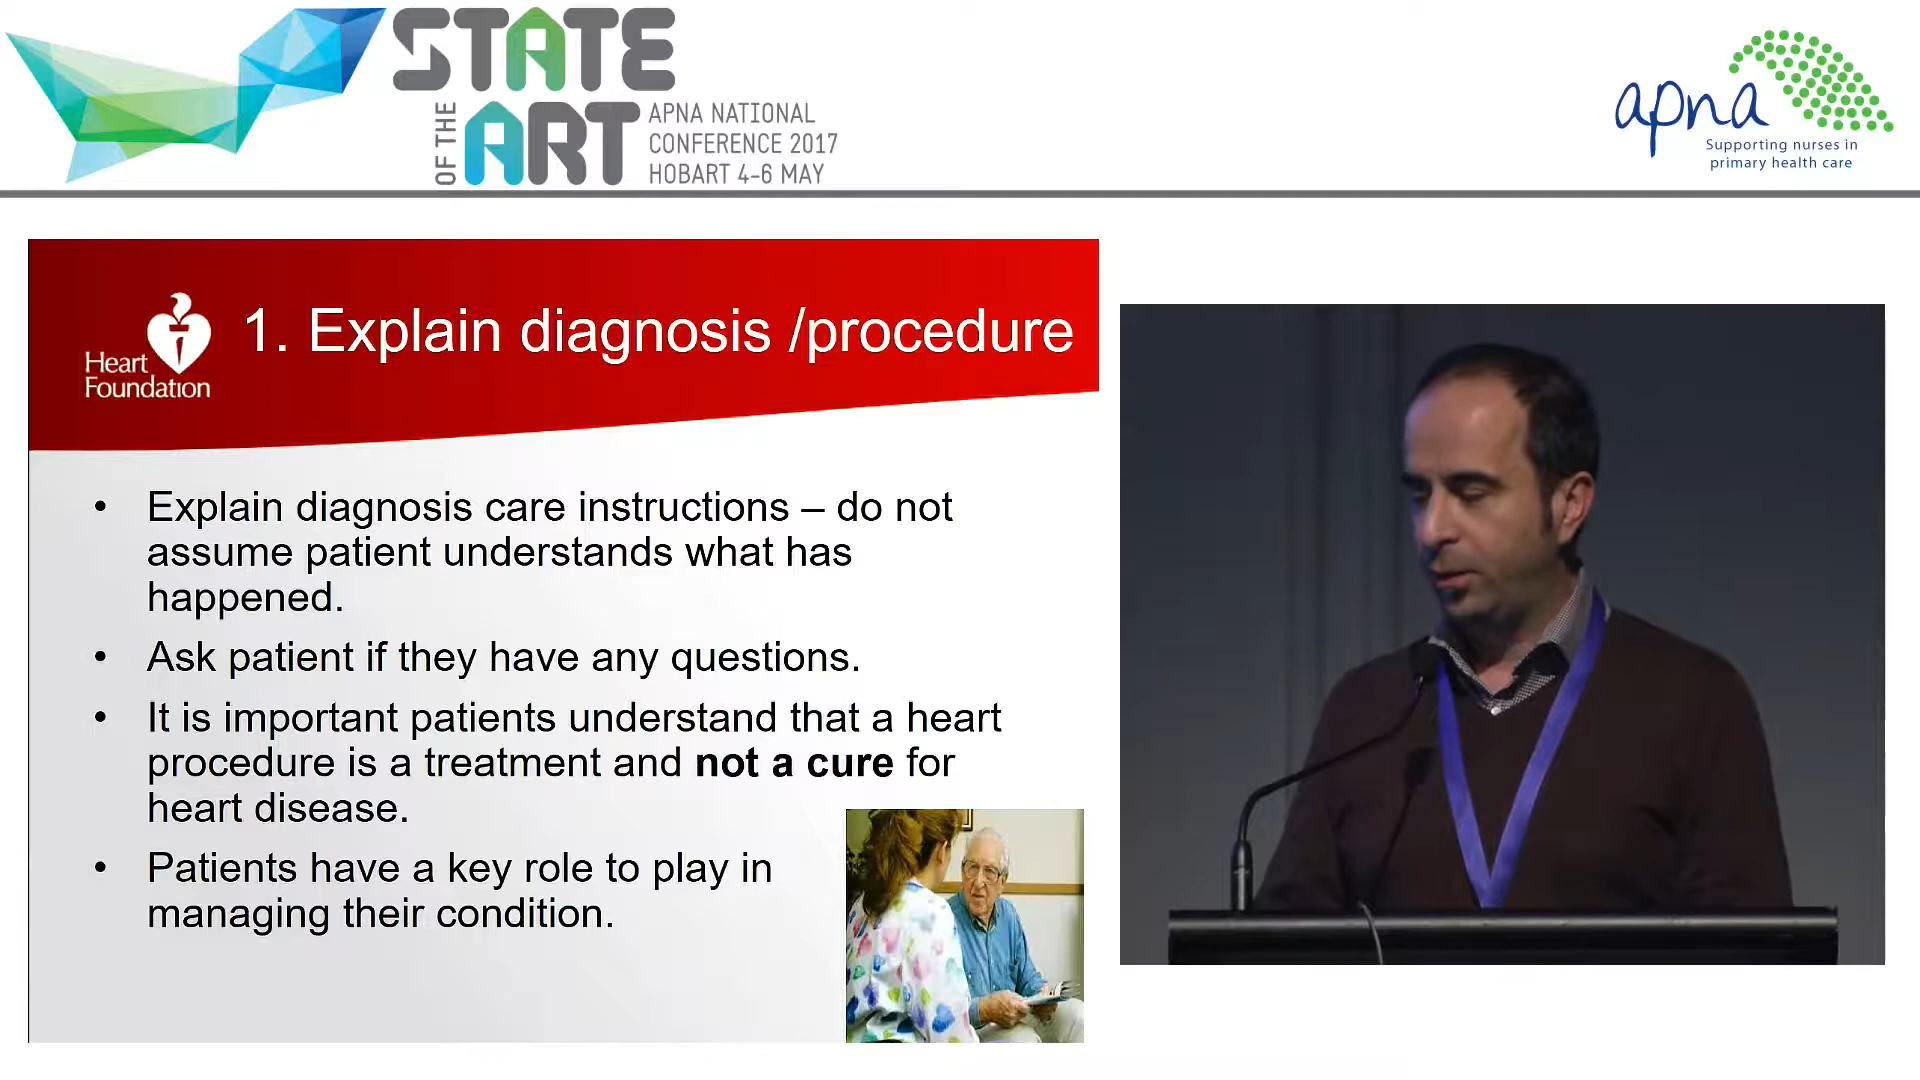 STATE
OF THE
ART
APNA NATIONAL
CONFERENCE 2017
HOBART 4-6 MAY
apna
Supporting nurses in
primary health care
Heart
Foundation
1. Explain diagnosis /procedure
• Explain diagnosis care instructions – do not
assume patient understands what has
happened.
• Ask patient if they have any questions.
• It is important patients understand that a heart
procedure is a treatment and not a cure for
heart disease.
• Patients have a key role to play in
managing their condition.